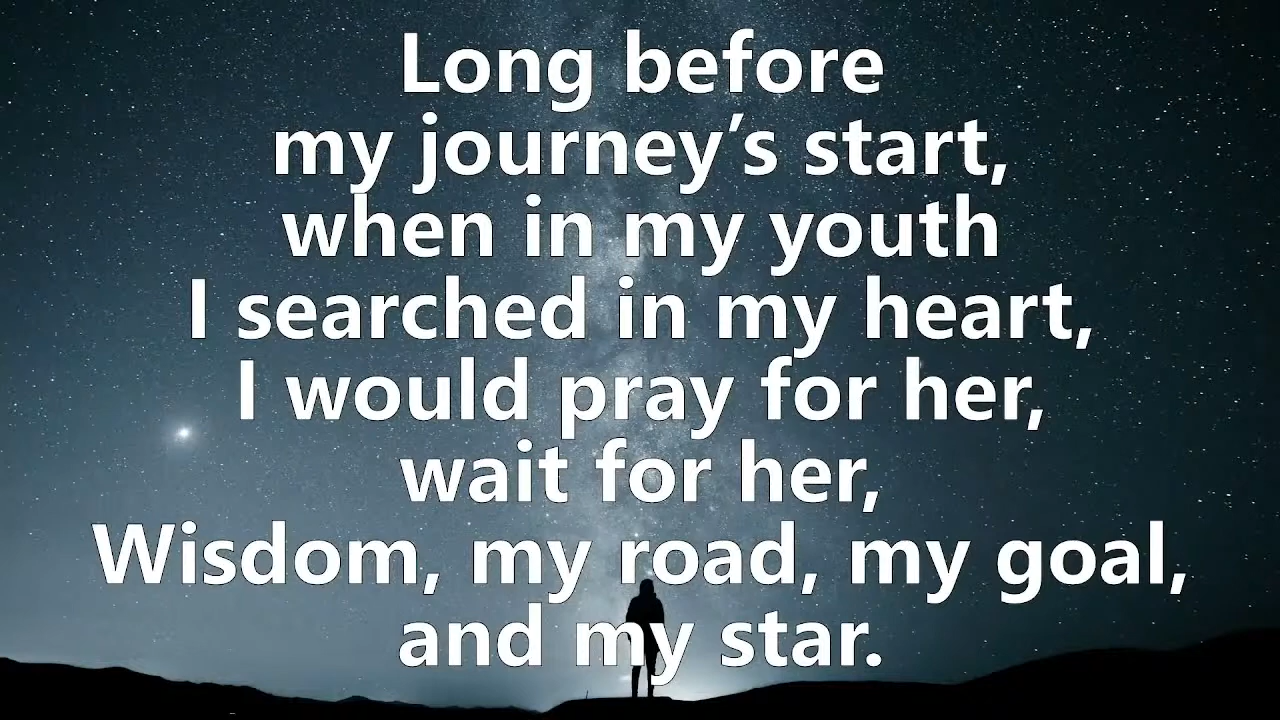 Long before
my journey’s start,
when in my youth
I searched in my heart,
I would pray for her,
wait for her,
Wisdom, my road, my goal,
and my star.